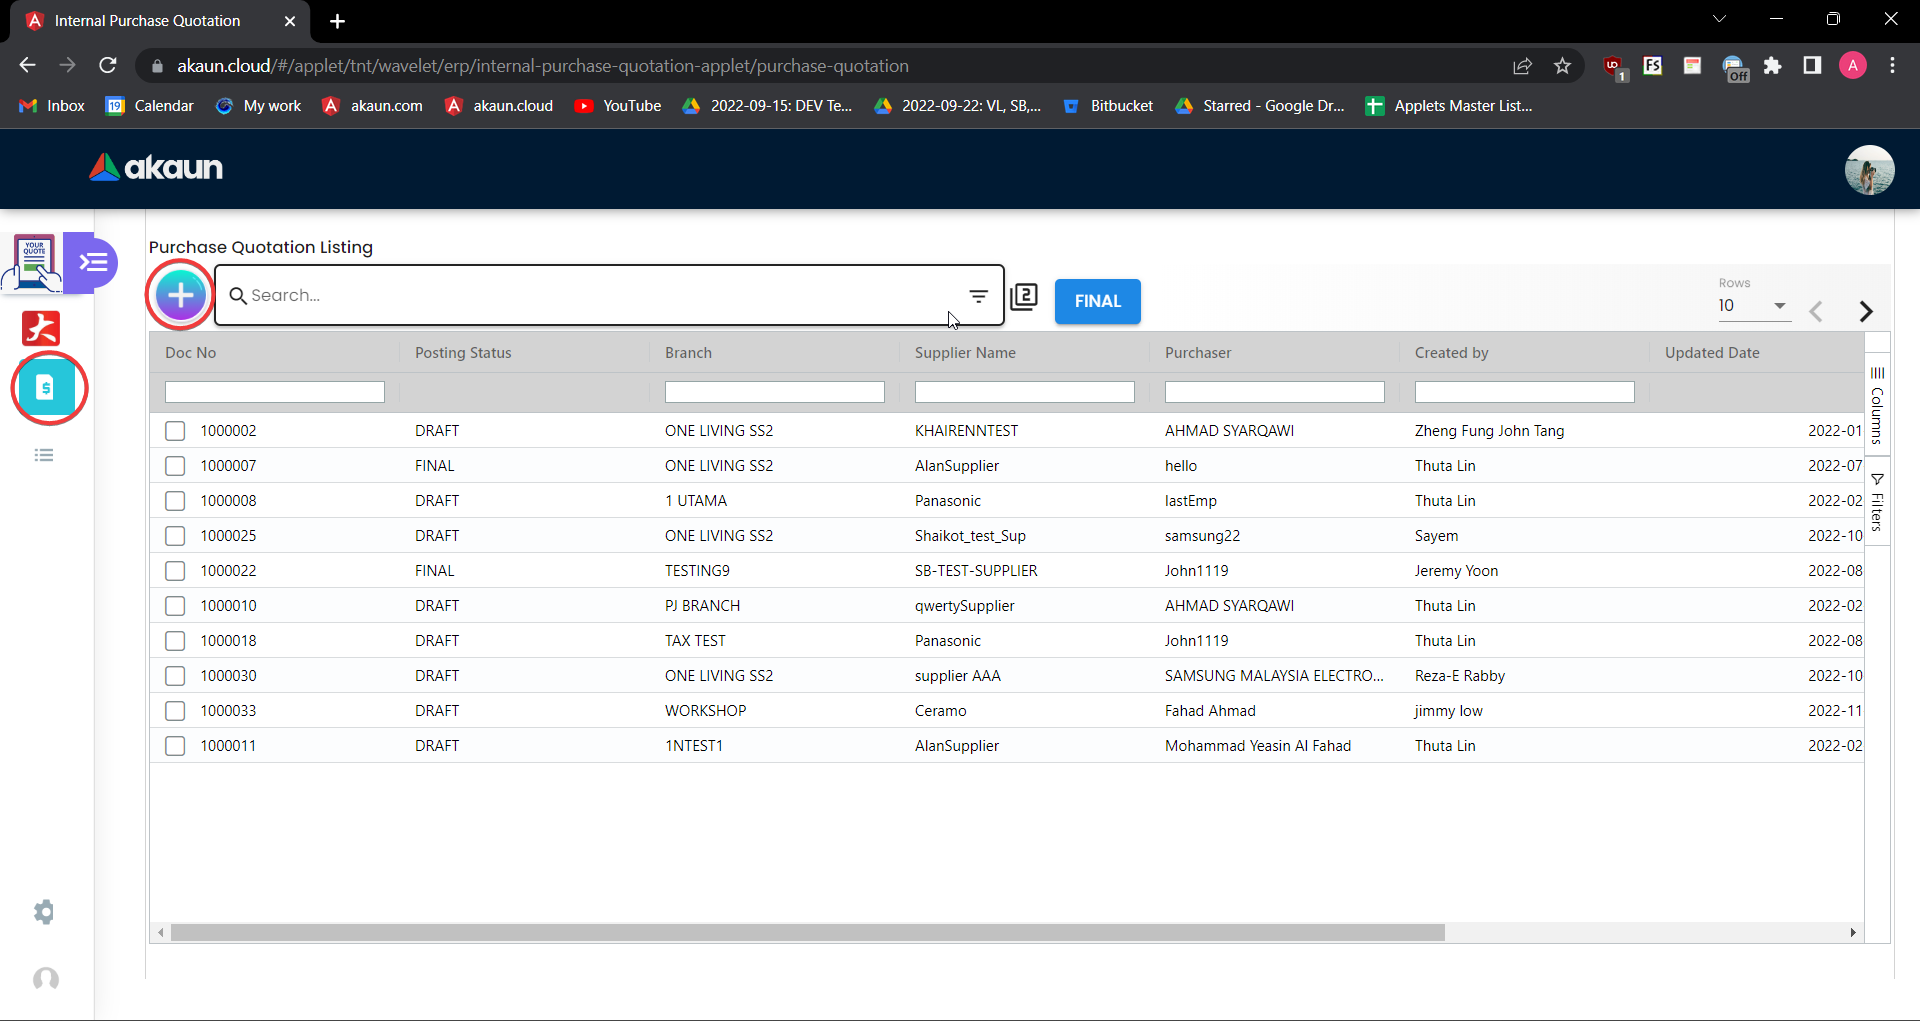 Internal Purchase Quotation
akaun.cloud/#/applet/tnt/wavelet/erp/internal-purchase-quotation-applet/purchase-quotation
1
FS
Off
A
Inbox
19 Calendar
My work
akaun.com
akaun.cloud
YouTube
2022-09-15: DEV Te...
2022-09-22: VL, SB,...
Bitbucket
Starred - Google Dr...
Applets Master List...
akaun
YOUR
QUOTE
Purchase Quotation Listing
Search...
2
FINAL
Rows
10
Doc No Posting Status Branch Supplier Name Purchaser Created by Updated Date
1000002 DRAFT ONE LIVING SS2 KHAIRENNTEST AHMAD SYARQAWI Zheng Fung John Tang 2022-01
1000007 FINAL ONE LIVING SS2 AlanSupplier hello Thuta Lin 2022-07
1000008 DRAFT 1 UTAMA Panasonic lastEmp Thuta Lin 2022-02
1000025 DRAFT ONE LIVING SS2 Shaikot_test_Sup samsung22 Sayem 2022-10
1000022 FINAL TESTING9 SB-TEST-SUPPLIER John1119 Jeremy Yoon 2022-08
1000010 DRAFT PJ BRANCH qwertySupplier AHMAD SYARQAWI Thuta Lin 2022-02
1000018 DRAFT TAX TEST Panasonic John1119 Thuta Lin 2022-08
1000030 DRAFT ONE LIVING SS2 supplier AAA SAMSUNG MALAYSIA ELECTRO... Reza-E Rabby 2022-10
1000033 DRAFT WORKSHOP Ceramo Fahad Ahmad jimmy low 2022-11
1000011 DRAFT 1NTEST1 AlanSupplier Mohammad Yeasin Al Fahad Thuta Lin 2022-02
Columns
Filters